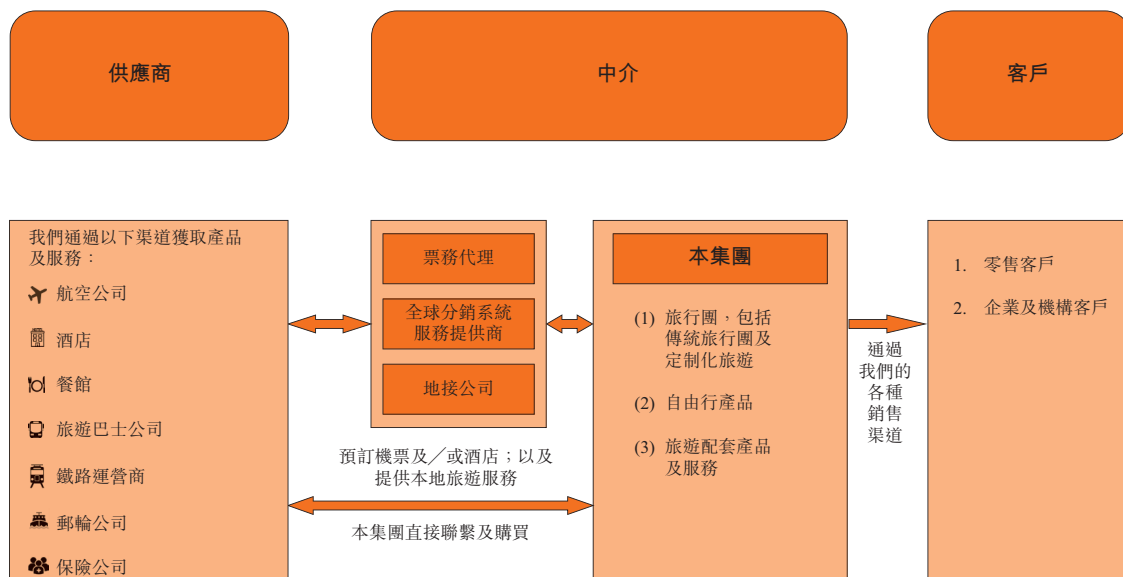 供應商
中介
客戶
我們通過以下渠道獲取產品
及服務：
航空公司
酒店
餐館
旅遊巴士公司
鐵路運營商
郵輪公司
保險公司
票務代理
全球分銷系統
服務提供商
地接公司
預訂機票及／或酒店；以及
提供本地旅遊服務
本集團直接聯繫及購買
本集團
(1) 旅行團，包括
傳統旅行團及
定制化旅遊
(2) 自由行產品
(3) 旅遊配套產品
及服務
通過
我們的
各種
銷售
渠道
1. 零售客戶
2. 企業及機構客戶